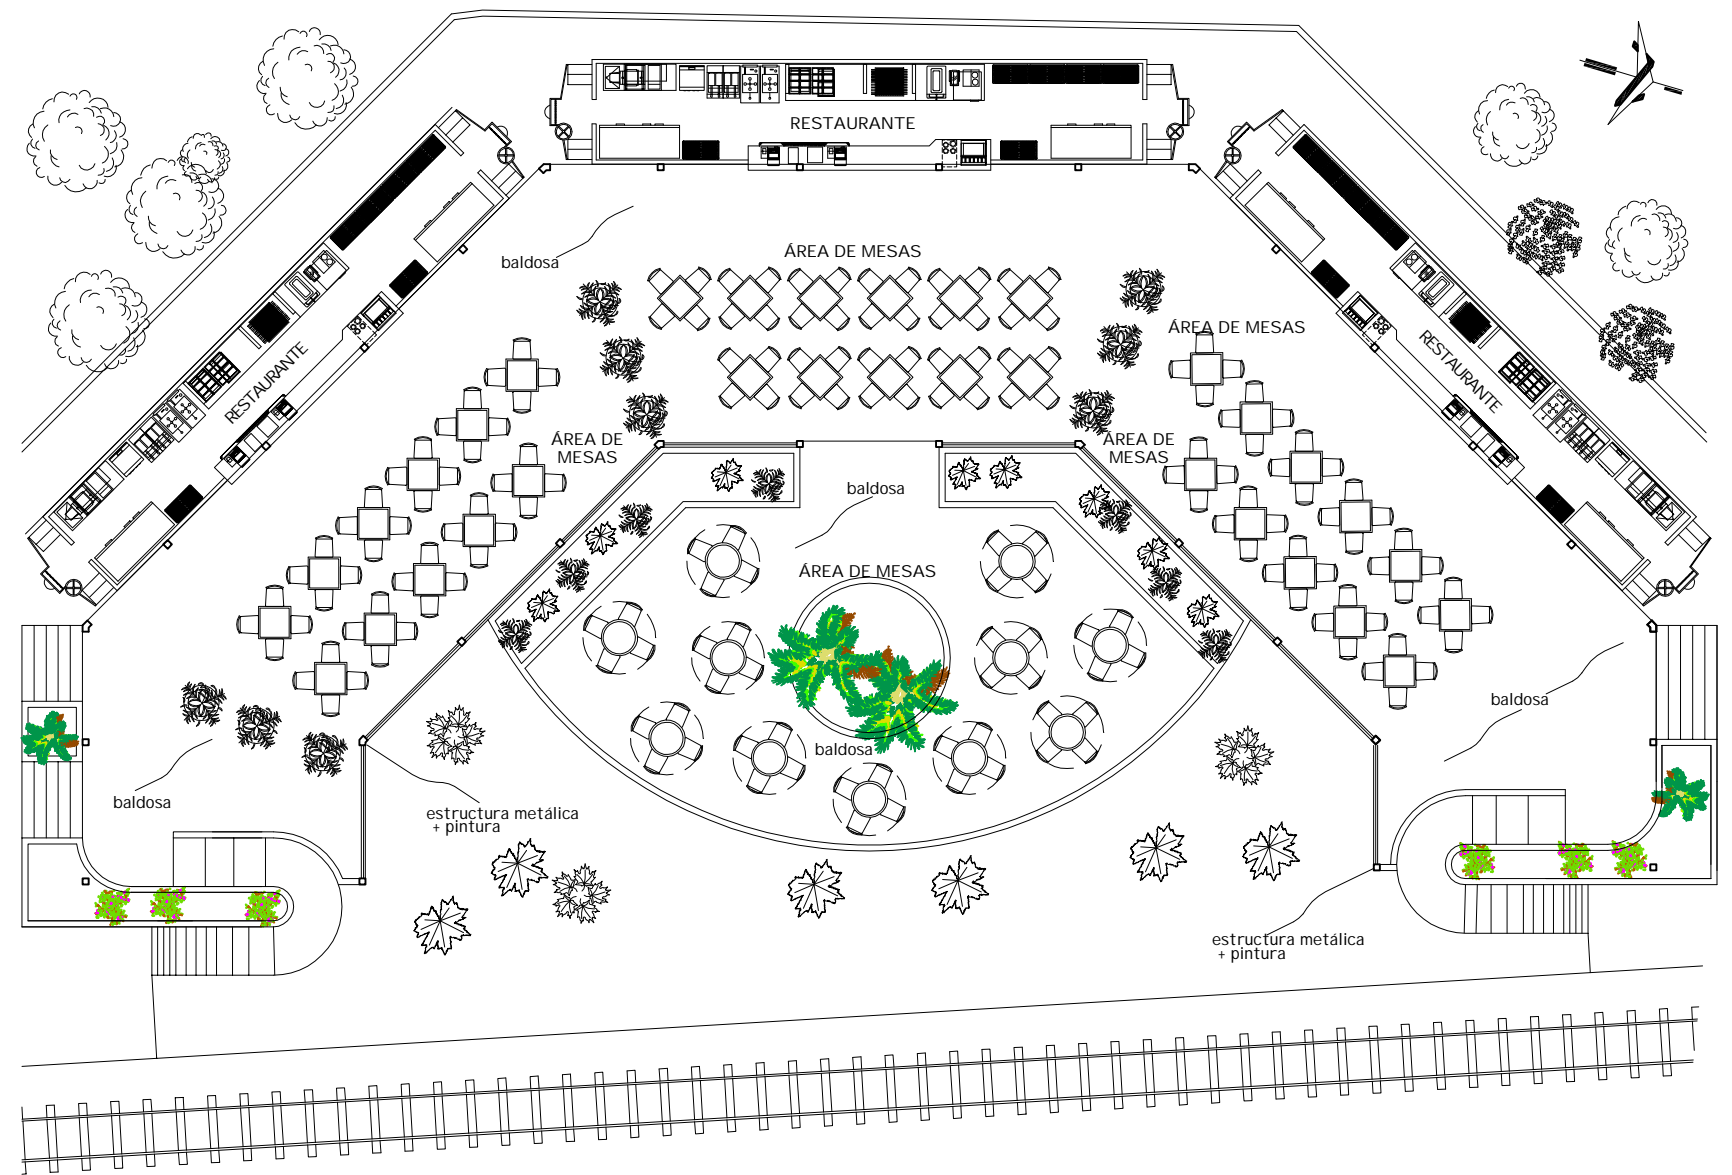 RESTAURANTE
ÁREA DE MESAS
baldosa
ÁREA DE MESAS
RESTAURANTE
RESTAURANTE
ÁREA DE
MESAS
ÁREA DE
MESAS
baldosa
ÁREA DE MESAS
baldosa
baldosa
baldosa
estructura metálica
+ pintura
estructura metálica
+ pintura